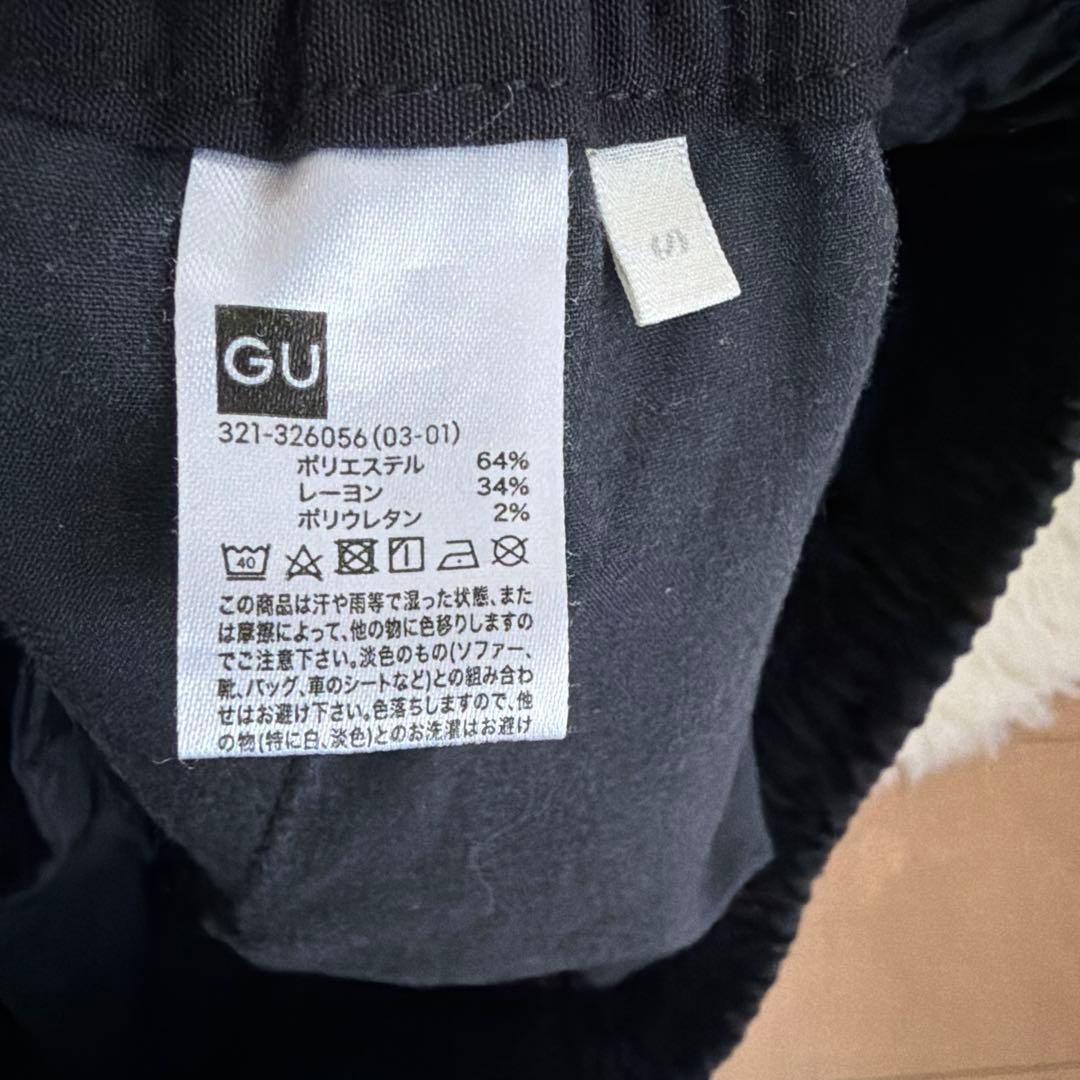 GU
S
321-326056(03-01)
ポリエステル 64%
レーヨン 34%
ポリウレタン 2%
40
この商品は汗や雨等で湿った状態、また
は摩擦によって、他の物に色移りしますの
でご注意下さい。淡色のもの(ソファー、
靴、バッグ、車のシートなど)との組み合わ
せはお避け下さい。色落ちしますので、他
の物(特に白、淡色)とのお洗濯はお避け